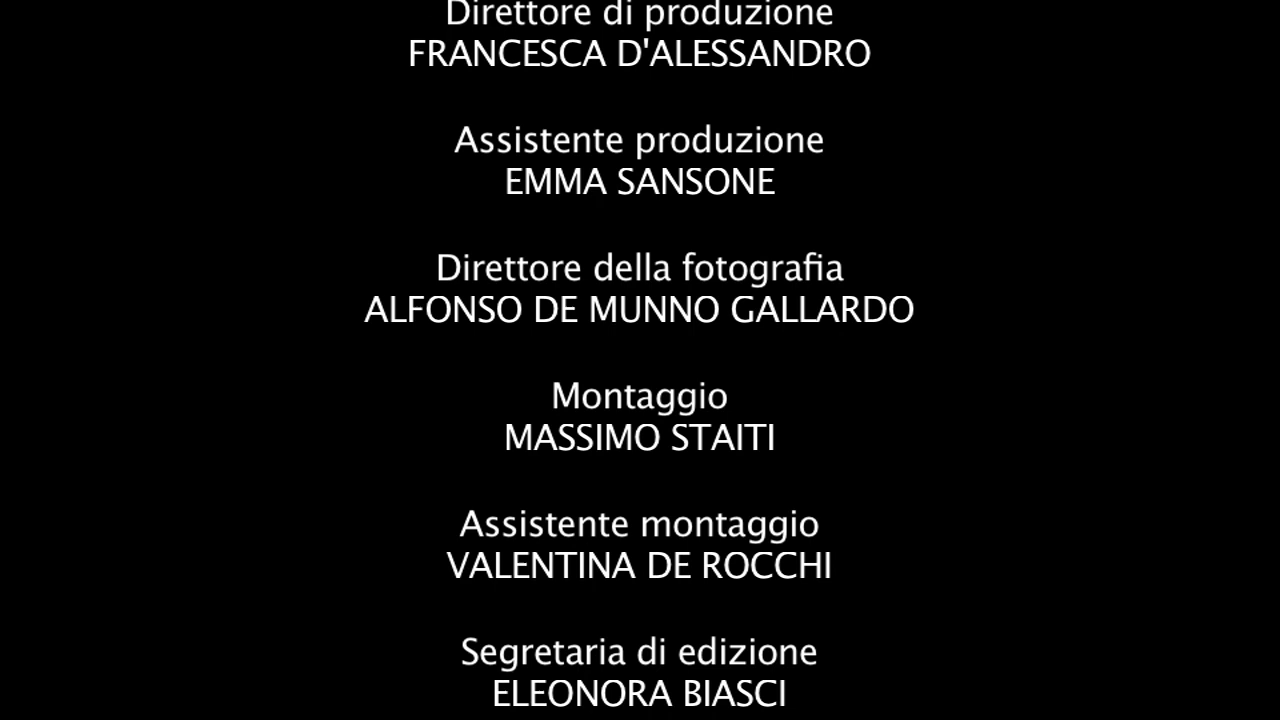 Direttore di produzione
FRANCESCA D'ALESSANDRO
Assistente produzione
EMMA SANSONE
Direttore della fotografia
ALFONSO DE MUNNO GALLARDO
Montaggio
MASSIMO STAITI
Assistente montaggio
VALENTINA DE ROCCHI
Segretaria di edizione
ELEONORA BIASCI